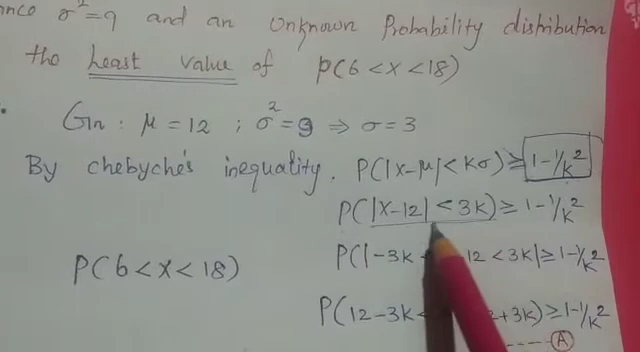 σ²=9 and an Unknown Probability distribution
the least value of P(6<X<18)
Gn: μ=12 ; σ²=9 ⇒ σ=3
By chebyche's inequality. P(|X-μ|<Kσ)≥1-1/K²
P(|X-12|<3K)≥1-1/K²
P(|-3K 12<3K|≥1-1/K²
P(6<X<18)
P(12-3K< +3K)≥1-1/K²
----- A